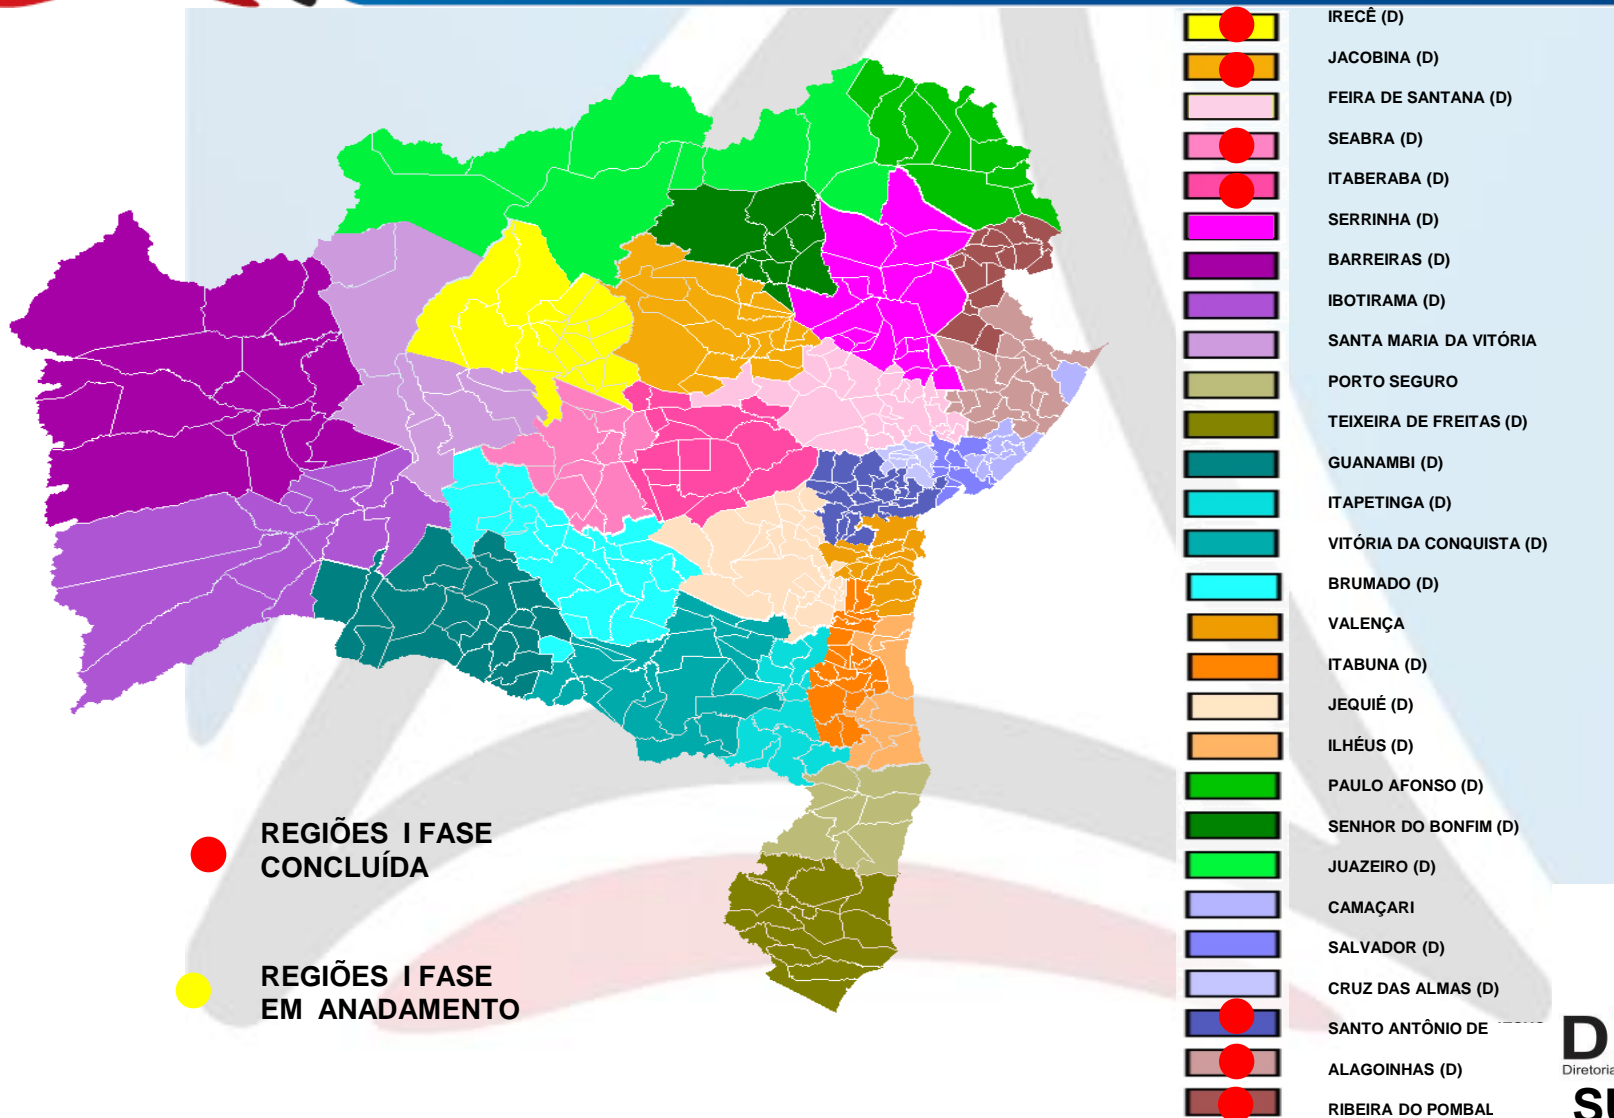 IRECÊ (D)
JACOBINA (D)
FEIRA DE SANTANA (D)
SEABRA (D)
ITABERABA (D)
SERRINHA (D)
BARREIRAS (D)
IBOTIRAMA (D)
SANTA MARIA DA VITÓRIA
PORTO SEGURO
TEIXEIRA DE FREITAS (D)
GUANAMBI (D)
ITAPETINGA (D)
VITÓRIA DA CONQUISTA (D)
BRUMADO (D)
VALENÇA
ITABUNA (D)
JEQUIÉ (D)
ILHÉUS (D)
PAULO AFONSO (D)
SENHOR DO BONFIM (D)
JUAZEIRO (D)
CAMAÇARI
SALVADOR (D)
CRUZ DAS ALMAS (D)
SANTO ANTÔNIO DE
ALAGOINHAS (D)
RIBEIRA DO POMBAL
REGIÕES I FASE
CONCLUÍDA
REGIÕES I FASE
EM ANADAMENTO
D
Diretoria